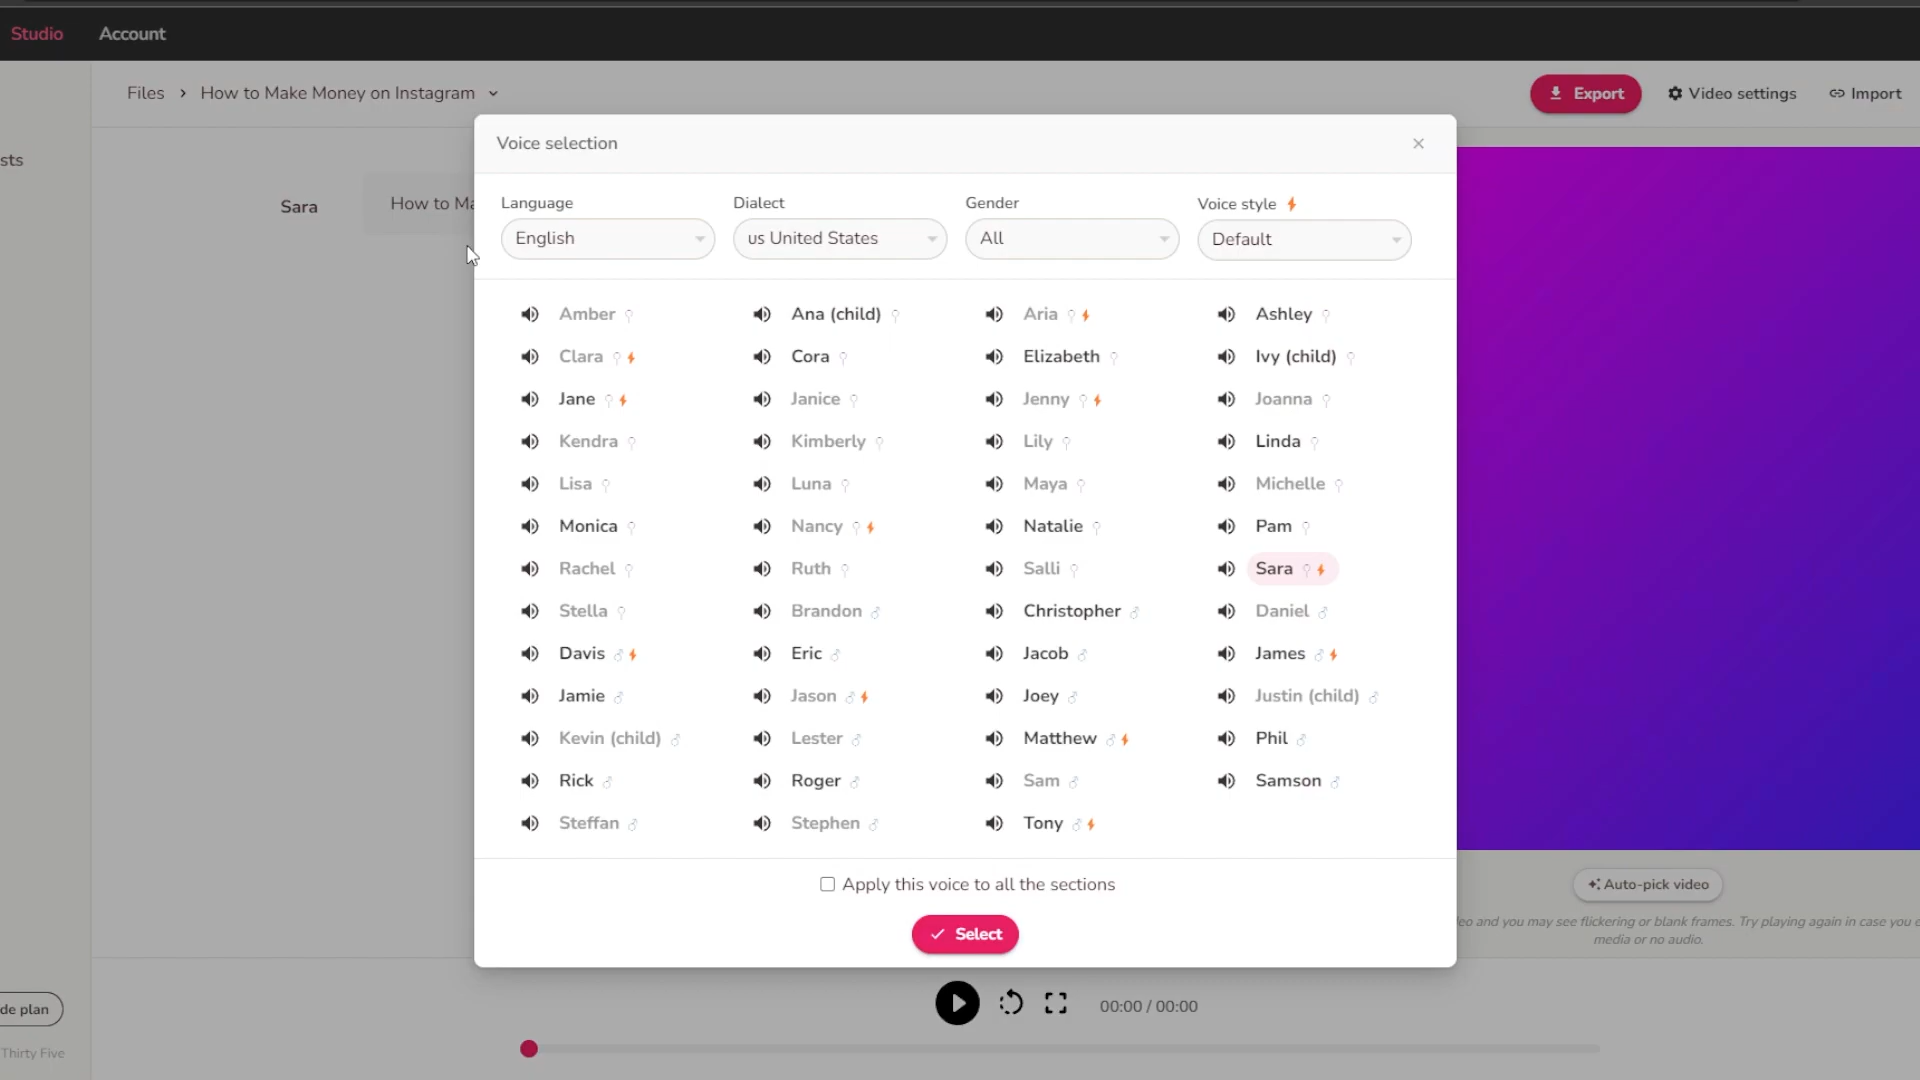 Studio Account
Files > How to Make Money on Instagram
Export Video settings Import
sts
Sara How to Ma
Voice selection
Language Dialect Gender Voice style
English us United States All Default
Amber Ana (child) Aria Ashley
Clara Cora Elizabeth Ivy (child)
Jane Janice Jenny Joanna
Kendra Kimberly Lily Linda
Lisa Luna Maya Michelle
Monica Nancy Natalie Pam
Rachel Ruth Salli Sara
Stella Brandon Christopher Daniel
Davis Eric Jacob James
Jamie Jason Joey Justin (child)
Kevin (child) Lester Matthew Phil
Rick Roger Sam Samson
Steffan Stephen Tony
Apply this voice to all the sections
Select
Auto-pick video
eo and you may see flickering or blank frames. Try playing again in case you e
media or no audio.
de plan
Thirty Five
00:00 / 00:00